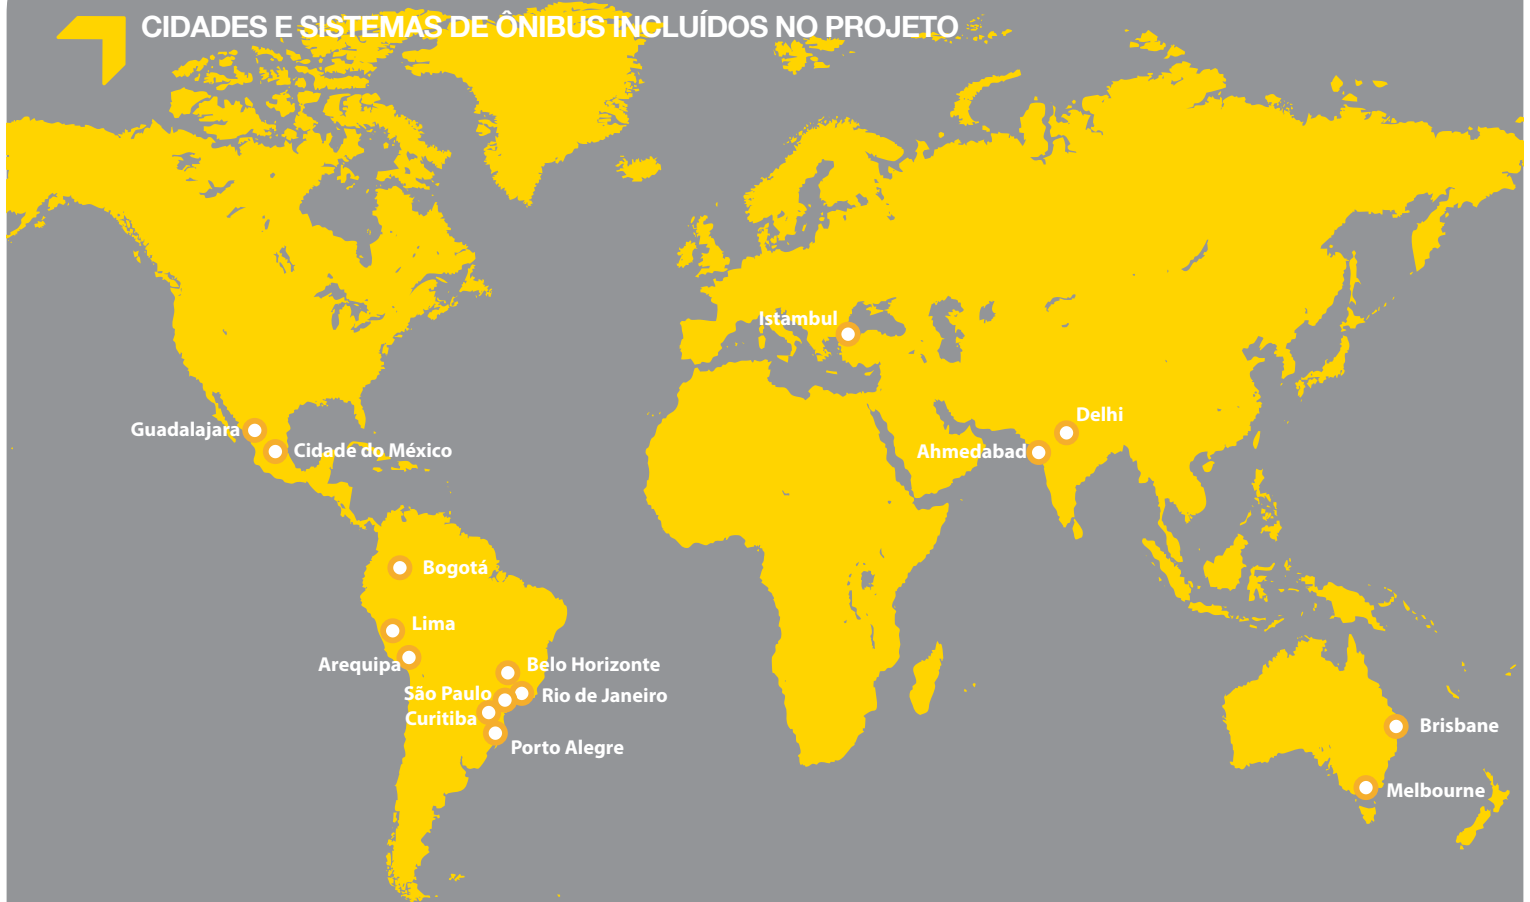 CIDADES E SISTEMAS DE ÔNIBUS INCLUÍDOS NO PROJETO
Istambul
Delhi
Guadalajara
Cidade do México
Ahmedabad
Bogotá
Lima
Arequipa
Belo Horizonte
São Paulo
Rio de Janeiro
Curitiba
Brisbane
Porto Alegre
Melbourne